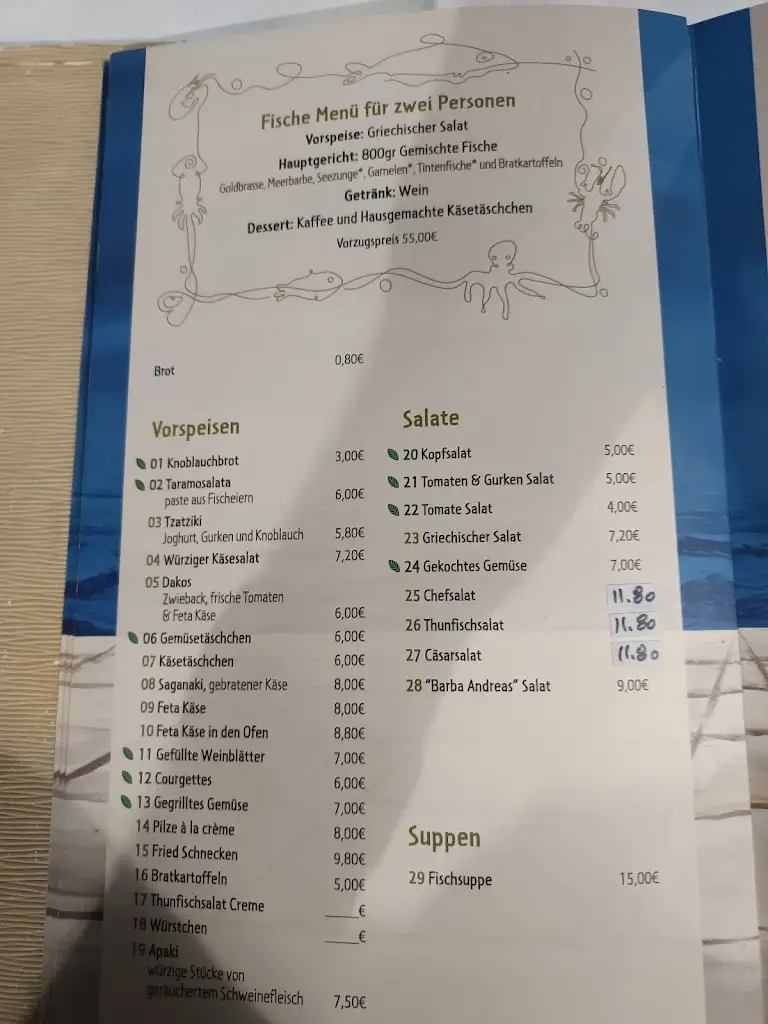 Fische Menü für zwei Personen
Vorspeise: Griechischer Salat
Hauptgericht: 800gr Gemischte Fische
Goldbrasse, Meerbarbe, Seezunge*, Garnelen*, Tintenfische* und Bratkartoffeln
Getränk: Wein
Dessert: Kaffee und Hausgemachte Käsetäschchen
Vorzugspreis 55,00€
Brot 0,80€
Vorspeisen
01 Knoblauchbrot 3,00€
02 Taramosalata
paste aus Fischeiern 6,00€
03 Tzatziki
Joghurt, Gurken und Knoblauch 5,80€
04 Würziger Käsesalat 7,20€
05 Dakos
Zwieback, frische Tomaten
& Feta Käse 6,00€
06 Gemüsetäschchen 6,00€
07 Käsetäschchen 6,00€
08 Saganaki, gebratener Käse 8,00€
09 Feta Käse 8,00€
10 Feta Käse in den Ofen 8,80€
11 Gefüllte Weinblätter 7,00€
12 Courgettes 6,00€
13 Gegrilltes Gemüse 7,00€
14 Pilze à la crème 8,00€
15 Fried Schnecken 9,80€
16 Bratkartoffeln 5,00€
17 Thunfischsalat Creme ____€
18 Würstchen ____€
19 Apaki
würzige Stücke von
geräuchertem Schweinefleisch 7,50€
Salate
20 Kopfsalat 5,00€
21 Tomaten & Gurken Salat 5,00€
22 Tomate Salat 4,00€
23 Griechischer Salat 7,20€
24 Gekochtes Gemüse 7,00€
25 Chefsalat 11.80
26 Thunfischsalat 11.80
27 Cäsarsalat 11.80
28 "Barba Andreas" Salat 9,00€
Suppen
29 Fischsuppe 15,00€